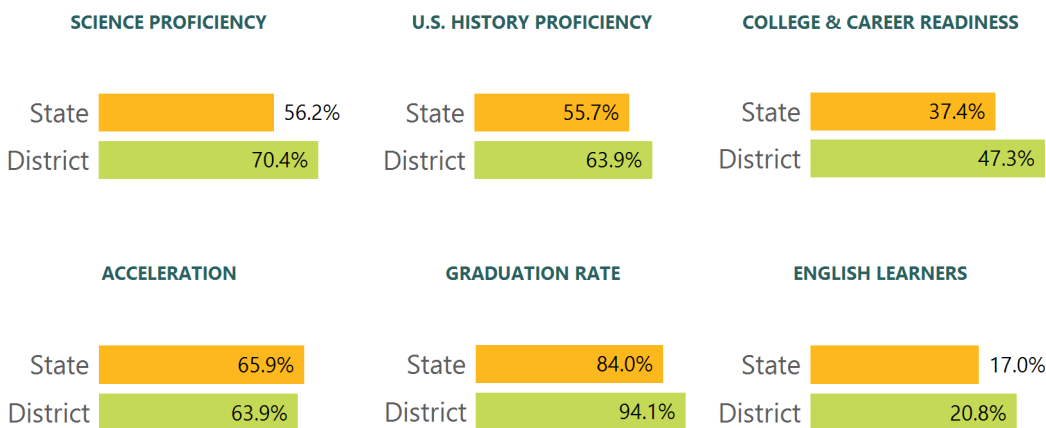 SCIENCE PROFICIENCY
State 56.2%
District 70.4%
U.S. HISTORY PROFICIENCY
State 55.7%
District 63.9%
COLLEGE & CAREER READINESS
State 37.4%
District 47.3%
ACCELERATION
State 65.9%
District 63.9%
GRADUATION RATE
State 84.0%
District 94.1%
ENGLISH LEARNERS
State 17.0%
District 20.8%